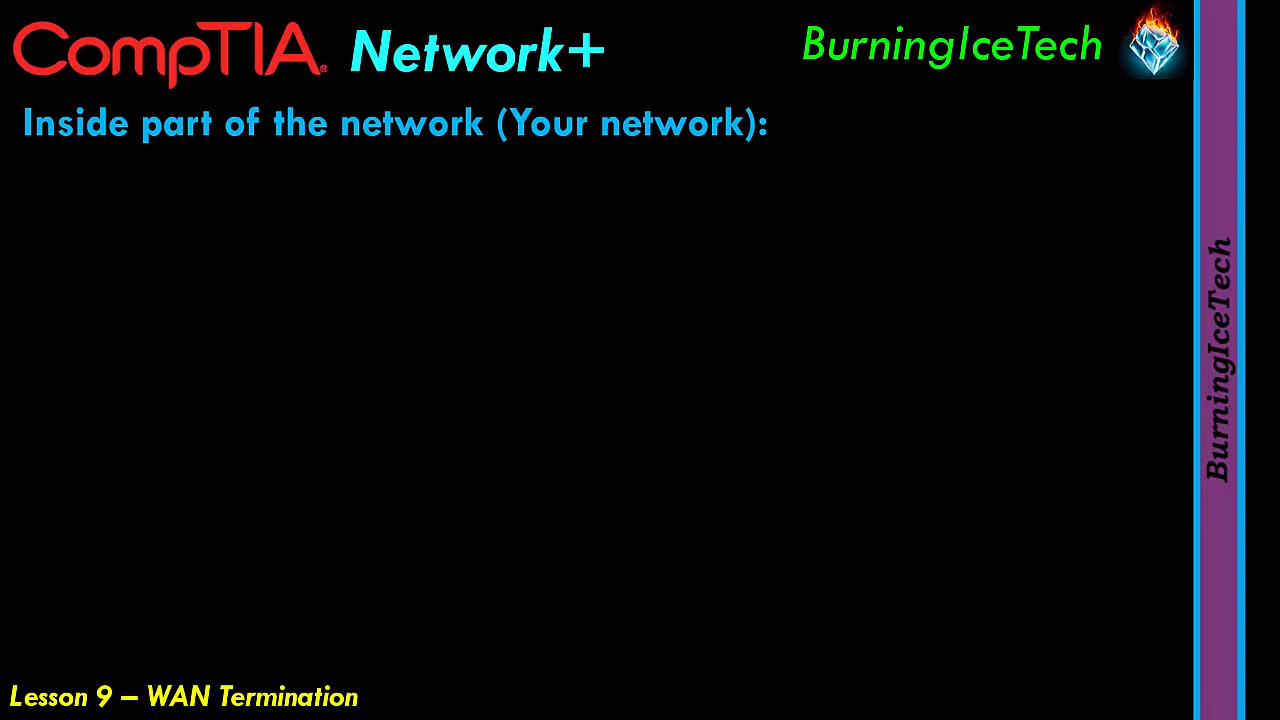 CompTIA® Network+
BurningIceTech
Inside part of the network (Your network):
BurningIceTech
Lesson 9 – WAN Termination